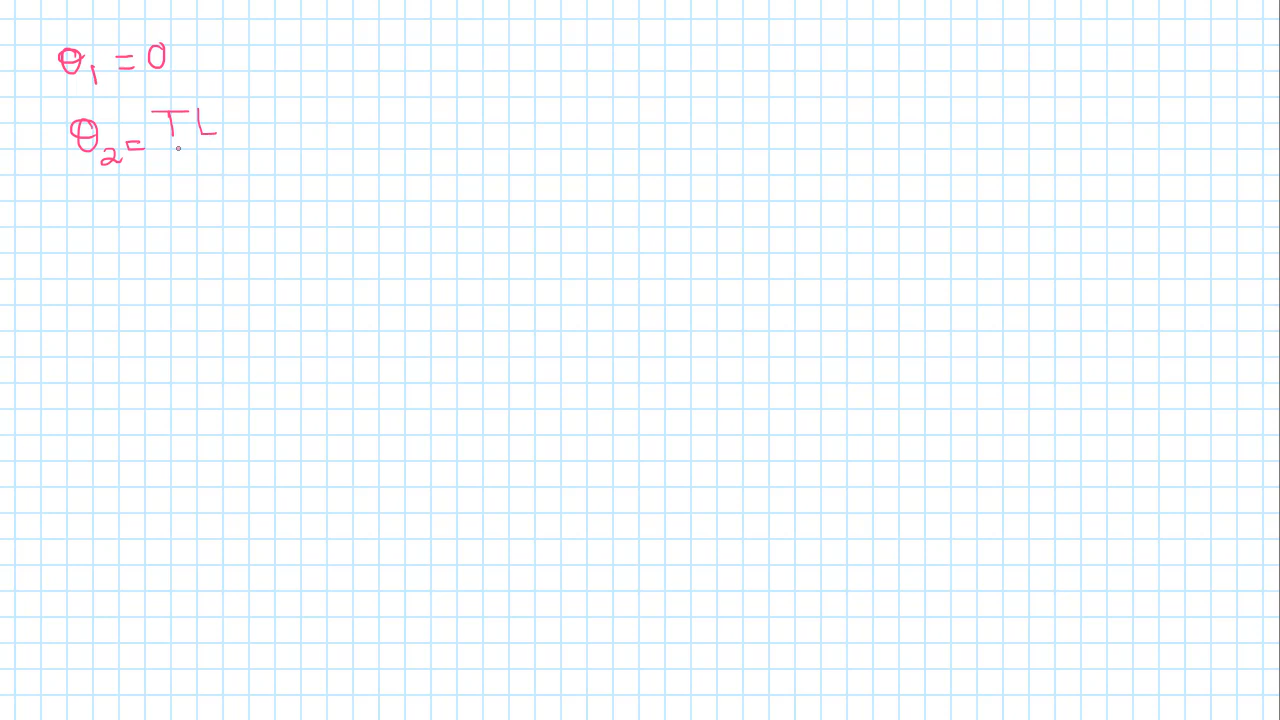 θ₁ = 0
θ₂ = TL